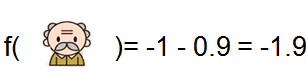 f( )= -1 - 0.9 = -1.9